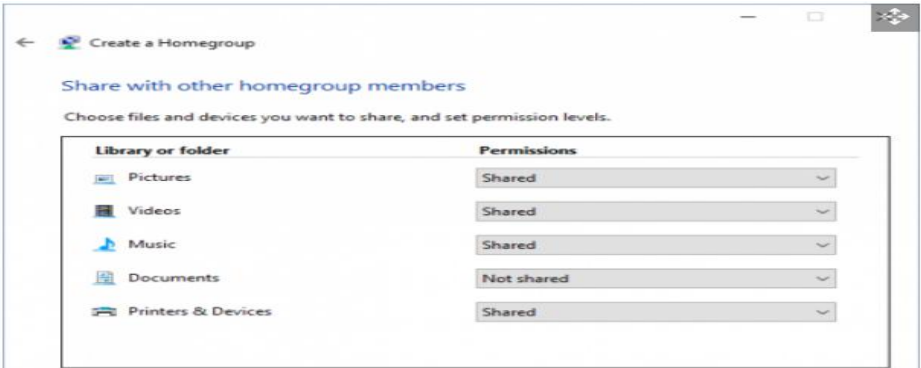 Create a Homegroup
Share with other homegroup members
Choose files and devices you want to share, and set permission levels.
Library or folder Permissions
Pictures Shared
Videos Shared
Music Shared
Documents Not shared
Printers & Devices Shared